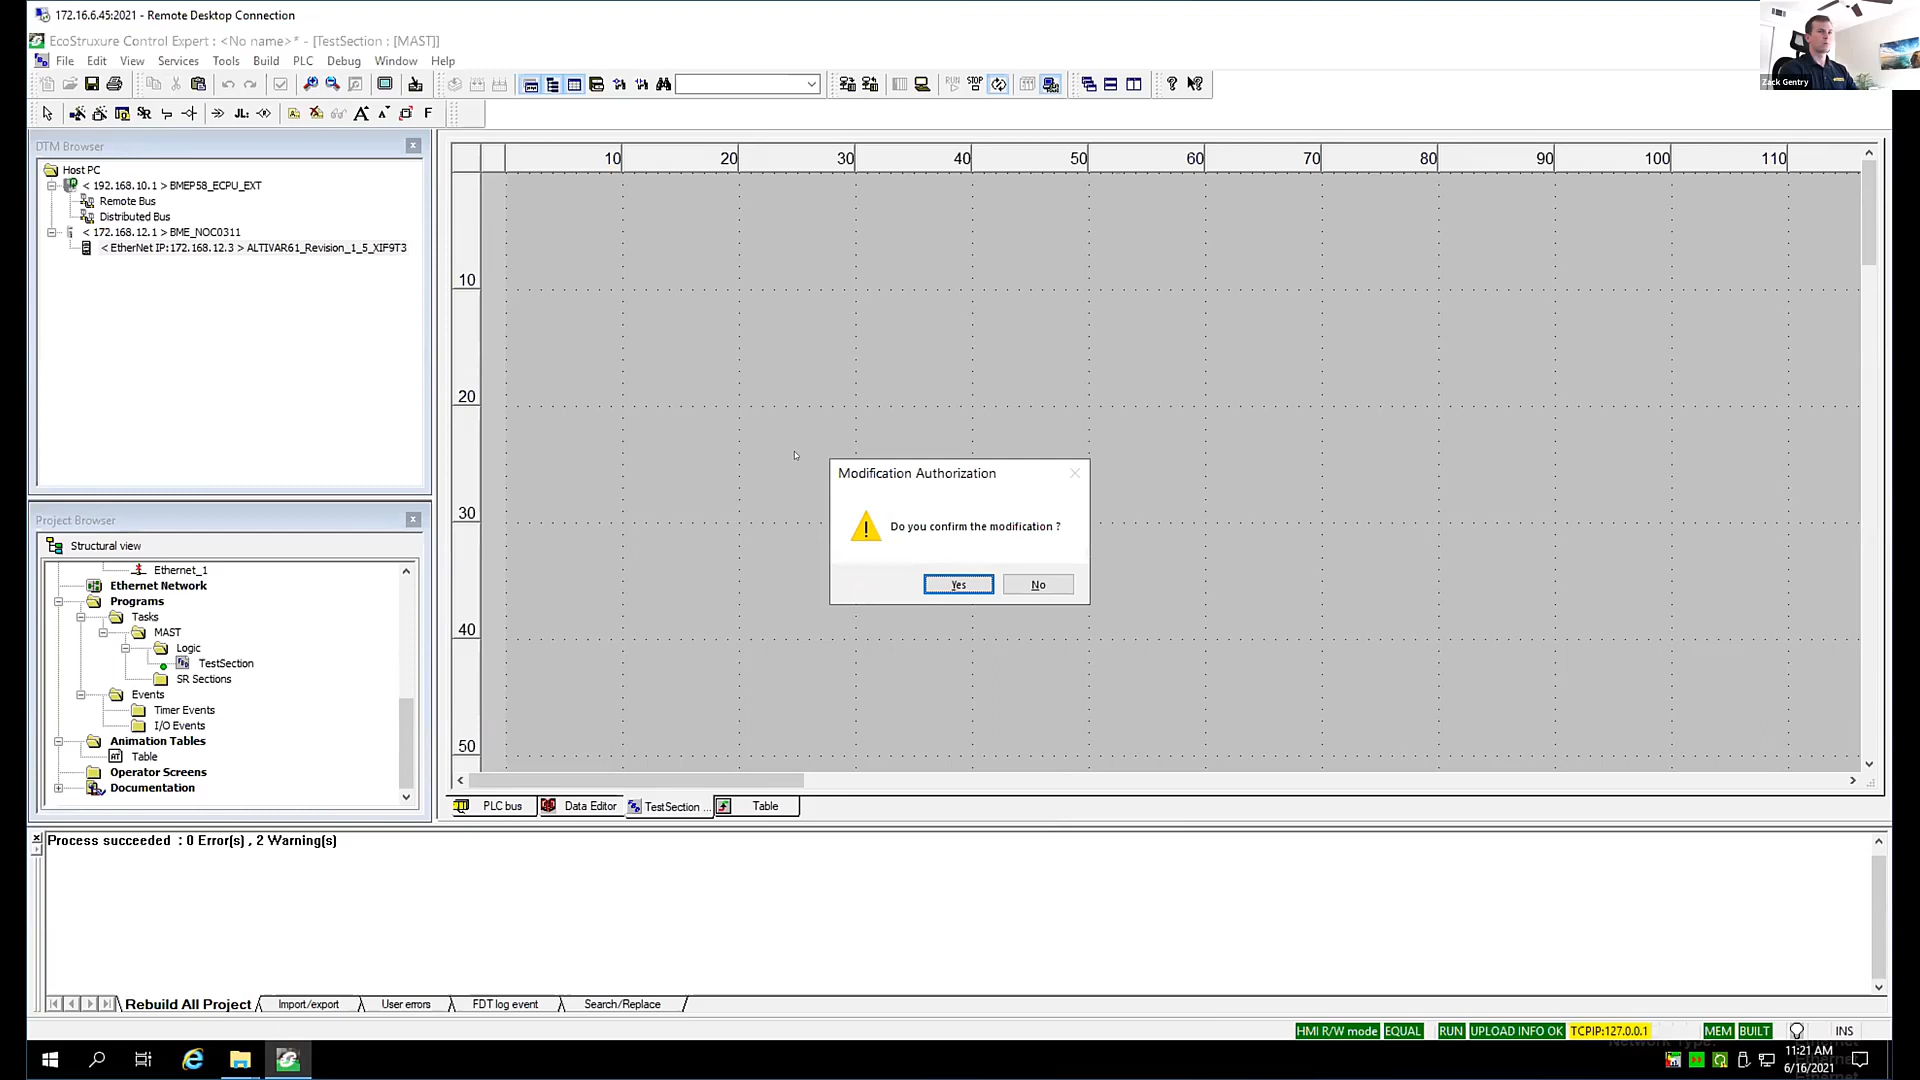 172.16.6.45:2021 - Remote Desktop Connection
Zack Gentry
EcoStruxure Control Expert : <No name>* - [TestSection : [MAST]]
File Edit View Services Tools Build PLC Debug Window Help
RUN STOP
SR JL: A A F
DTM Browser
Host PC
< 192.168.10.1 > BMEP58_ECPU_EXT
Remote Bus
Distributed Bus
< 172.168.12.1 > BME_NOC0311
< EtherNet IP:172.168.12.3 > ALTIVAR61_Revision_1_5_XIF9T3
10 20 30 40 50 60 70 80 90 100 110
10
20
30
40
50
Modification Authorization
Do you confirm the modification ?
Yes No
Project Browser
Structural view
Ethernet_1
Ethernet Network
Programs
Tasks
MAST
Logic
TestSection
SR Sections
Events
Timer Events
I/O Events
Animation Tables
Table
Operator Screens
Documentation
PLC bus Data Editor TestSection ... Table
Process succeeded : 0 Error(s) , 2 Warning(s)
Rebuild All Project Import/export User errors FDT log event Search/Replace
HMI R/W mode EQUAL RUN UPLOAD INFO OK TCPIP:127.0.0.1 MEM BUILT INS
Network Type:
11:21 AM
6/16/2021